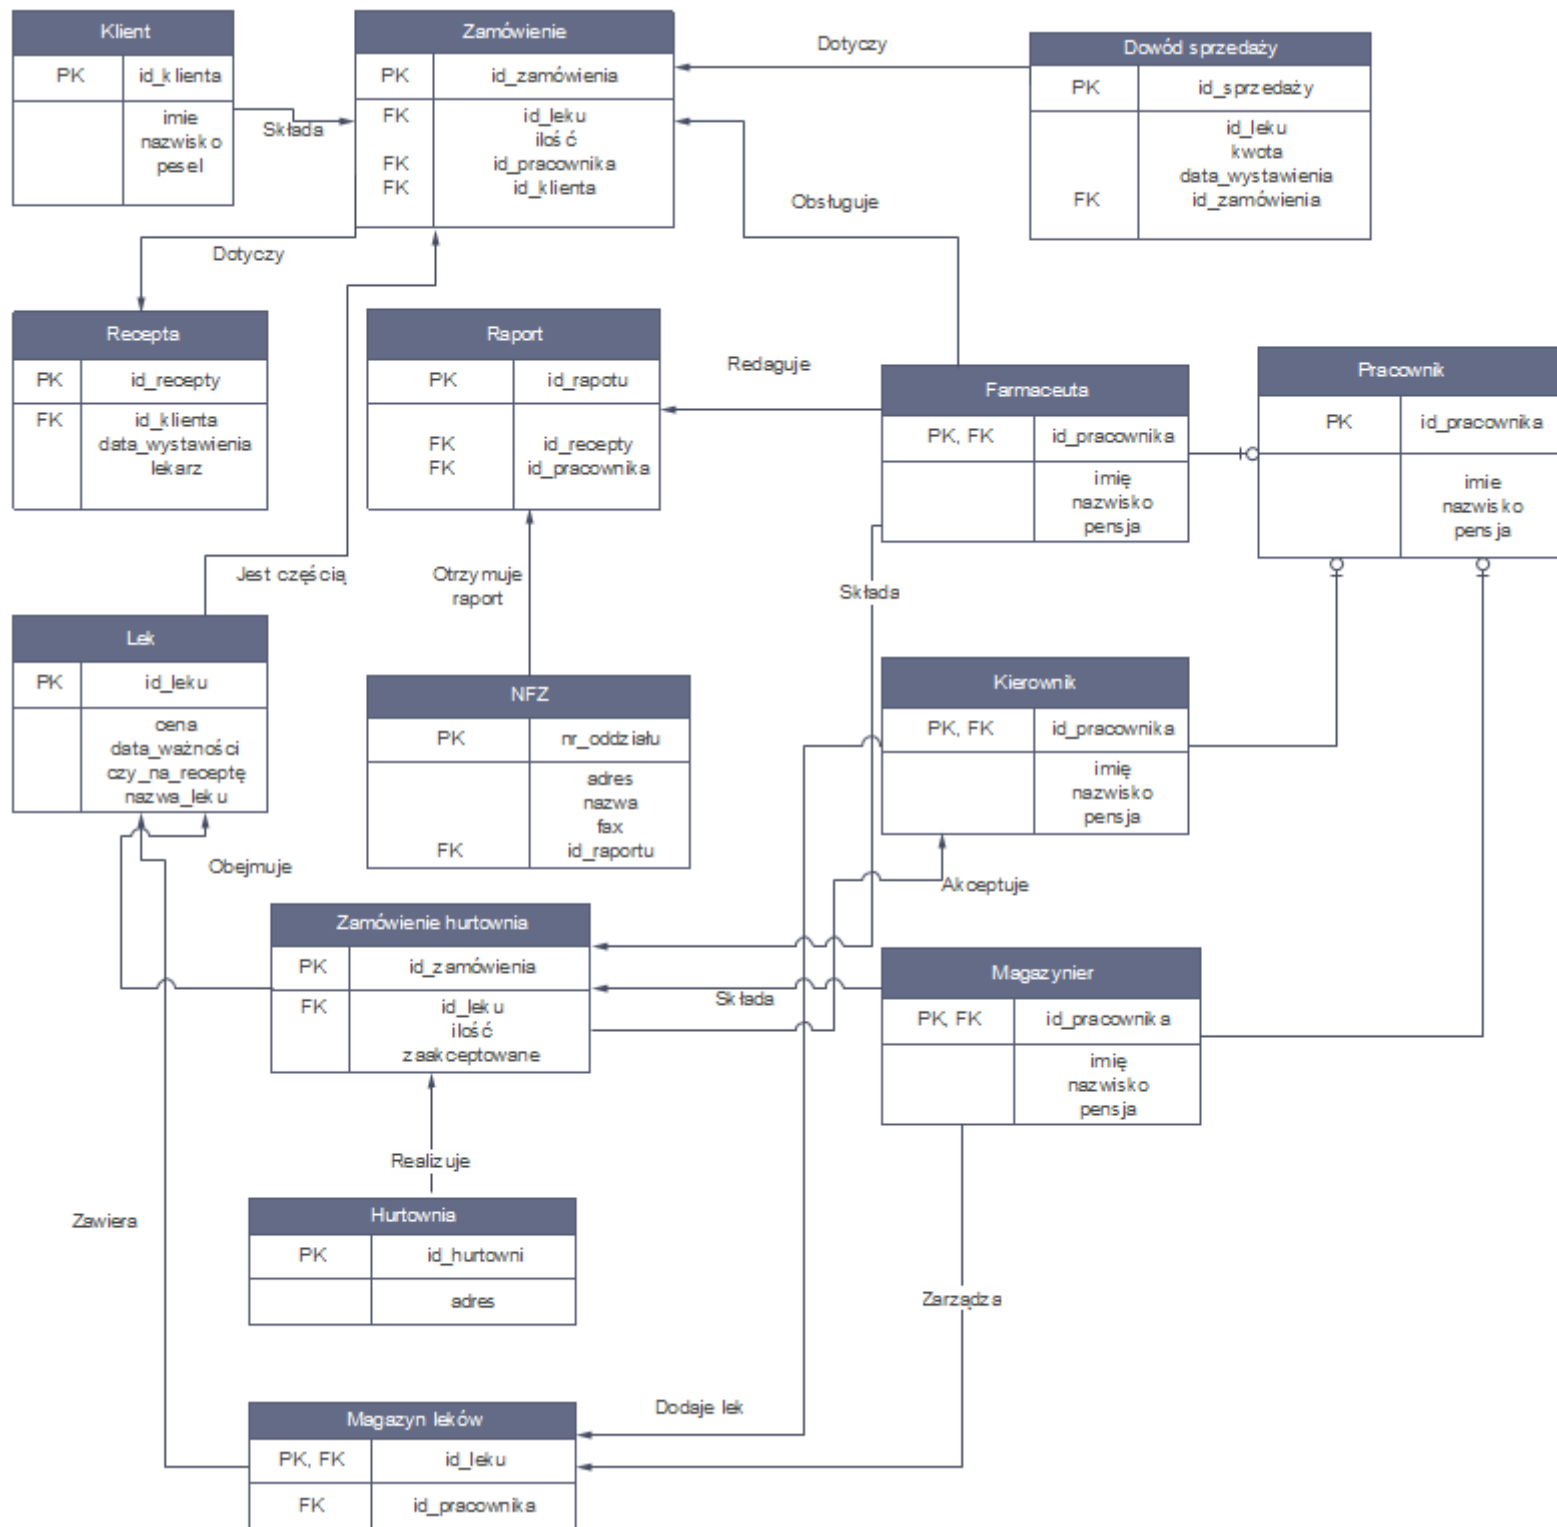 Klient
PK id_klienta
imie
nazwisko
pesel
Składa
Zamówienie
PK id_zamówienia
FK id_leku
ilość
FK id_pracownika
FK id_klienta
Dotyczy
Dowód sprzedaży
PK id_sprzedaży
id_leku
kwota
data_wystawienia
FK id_zamówienia
Obsługuje
Dotyczy
Recepta
PK id_recepty
FK id_klienta
data_wystawienia
lekarz
Raport
PK id_rapotu
FK id_recepty
FK id_pracownika
Redaguje
Farmaceuta
PK, FK id_pracownika
imię
nazwisko
pensja
Pracownik
PK id_pracownika
imie
nazwisko
pensja
Jest częścią
Otrzymuje
raport
Składa
Lek
PK id_leku
cena
data_ważności
czy_na_receptę
nazwa_leku
NFZ
PK nr_oddziału
adres
nazwa
fax
FK id_raportu
Kierownik
PK, FK id_pracownika
imię
nazwisko
pensja
Obejmuje
Akceptuje
Zamówienie hurtownia
PK id_zamówienia
FK id_leku
ilość
zaakceptowane
Składa
Magazynier
PK, FK id_pracownika
imię
nazwisko
pensja
Realizuje
Zawiera
Hurtownia
PK id_hurtowni
adres
Zarządza
Dodaje lek
Magazyn leków
PK, FK id_leku
FK id_pracownika